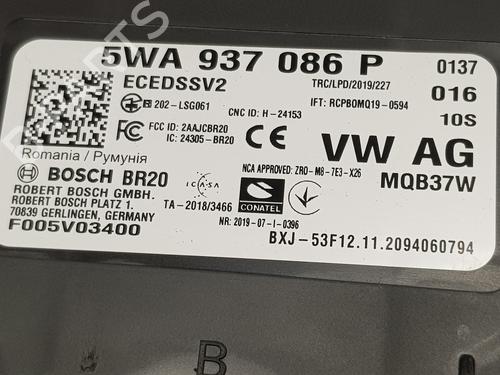 5WA 937 086 P 0137
ECEDSSV2 TRC/LPD/2019/227 016
202-LSG061 IFT: RCPBOMQ19-0594 10S
CNC ID: H-24153
FCC ID: 2AAJCBR20
IC: 24305-BR20 CE VW AG
Romania / Румъния
BOSCH BR20 NCA APPROVED: ZR0-M8-7E3-X26 MQB37W
ROBERT BOSCH GMBH. ICASA
ROBERT BOSCH PLATZ 1. TA-2018/3466 CONATEL
70839 GERLINGEN, GERMANY NR: 2019-07-I-0396
F005V03400 BXJ-53F12.11.2094060794
B